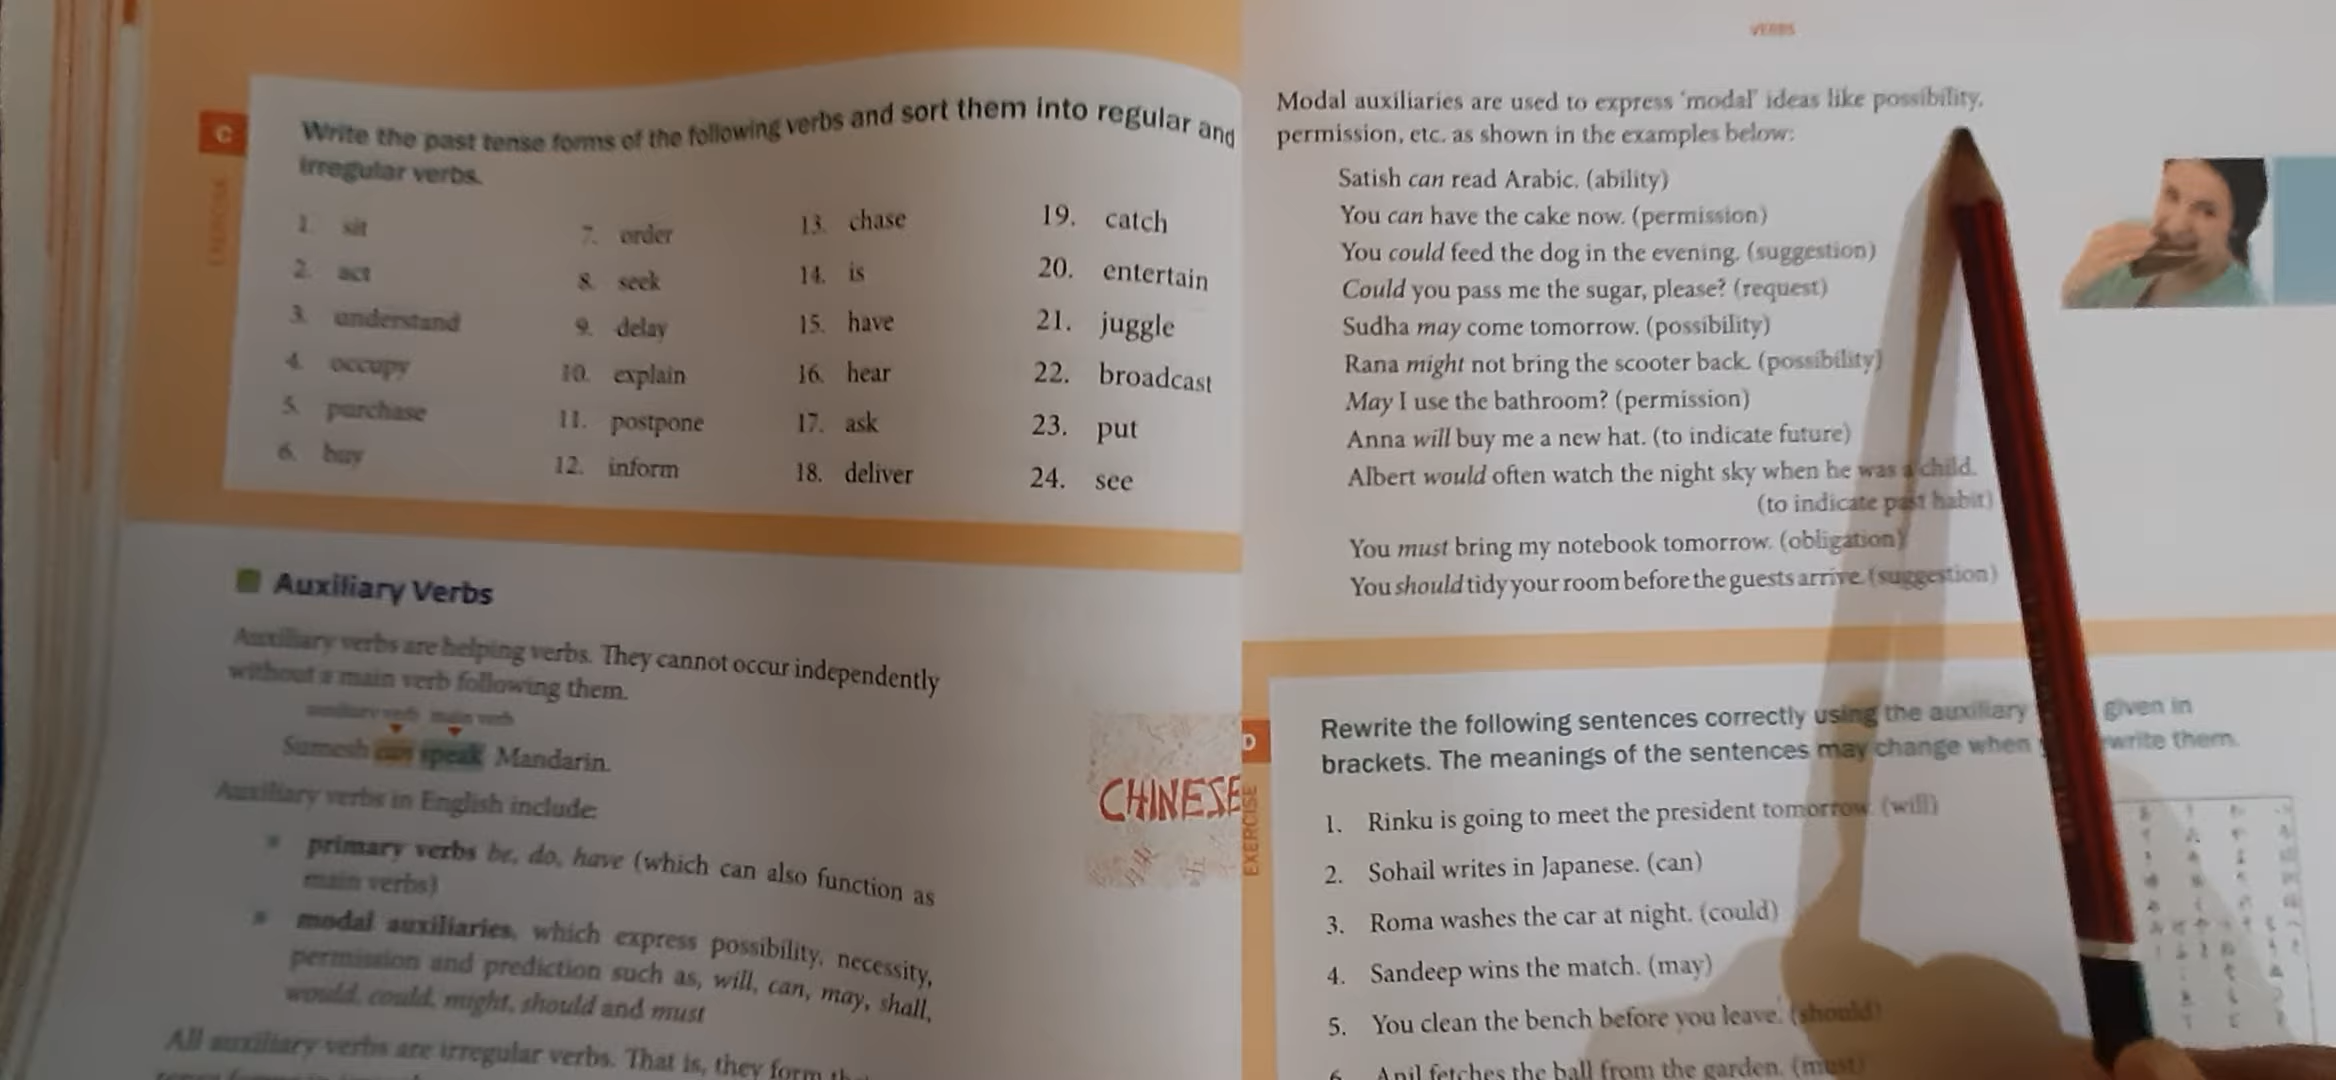 C
EXERCISE
Write the past tense forms of the following verbs and sort them into regular and
irregular verbs.
1. sit
2. act
3. understand
4. occupy
5. purchase
6. buy
7. order
8. seek
9. delay
10. explain
11. postpone
12. inform
13. chase
14. is
15. have
16. hear
17. ask
18. deliver
19. catch
20. entertain
21. juggle
22. broadcast
23. put
24. see
Auxiliary Verbs
Auxiliary verbs are helping verbs. They cannot occur independently
without a main verb following them.
auxiliary verb main verb
Sumesh can speak Mandarin.
Auxiliary verbs in English include:
primary verbs be, do, have (which can also function as
main verbs)
modal auxiliaries, which express possibility, necessity,
permission and prediction such as, will, can, may, shall,
would, could, might, should and must
All auxiliary verbs are irregular verbs. That is, they form
CHINESE
VERBS
Modal auxiliaries are used to express 'modal' ideas like possibility,
permission, etc. as shown in the examples below:
Satish can read Arabic. (ability)
You can have the cake now. (permission)
You could feed the dog in the evening. (suggestion)
Could you pass me the sugar, please? (request)
Sudha may come tomorrow. (possibility)
Rana might not bring the scooter back. (possibility)
May I use the bathroom? (permission)
Anna will buy me a new hat. (to indicate future)
Albert would often watch the night sky when he was a child.
(to indicate past habit)
You must bring my notebook tomorrow. (obligation)
You should tidy your room before the guests arrive. (suggestion)
D
EXERCISE
Rewrite the following sentences correctly using the auxiliary given in
brackets. The meanings of the sentences may change when write them.
1. Rinku is going to meet the president tomorrow. (will)
2. Sohail writes in Japanese. (can)
3. Roma washes the car at night. (could)
4. Sandeep wins the match. (may)
5. You clean the bench before you leave. (should)
6. Anil fetches the ball from the garden. (must)